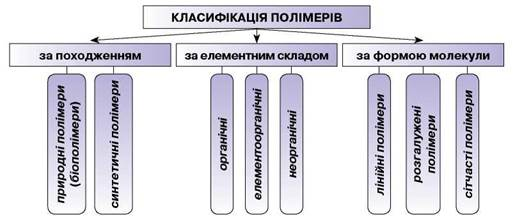 КЛАСИФІКАЦІЯ ПОЛІМЕРІВ
за походженням
за елементним складом
за формою молекули
природні полімери
(біополімери)
синтетичні полімери
органічні
елементоорганічні
неорганічні
лінійні полімери
розгалужені
полімери
сітчасті полімери